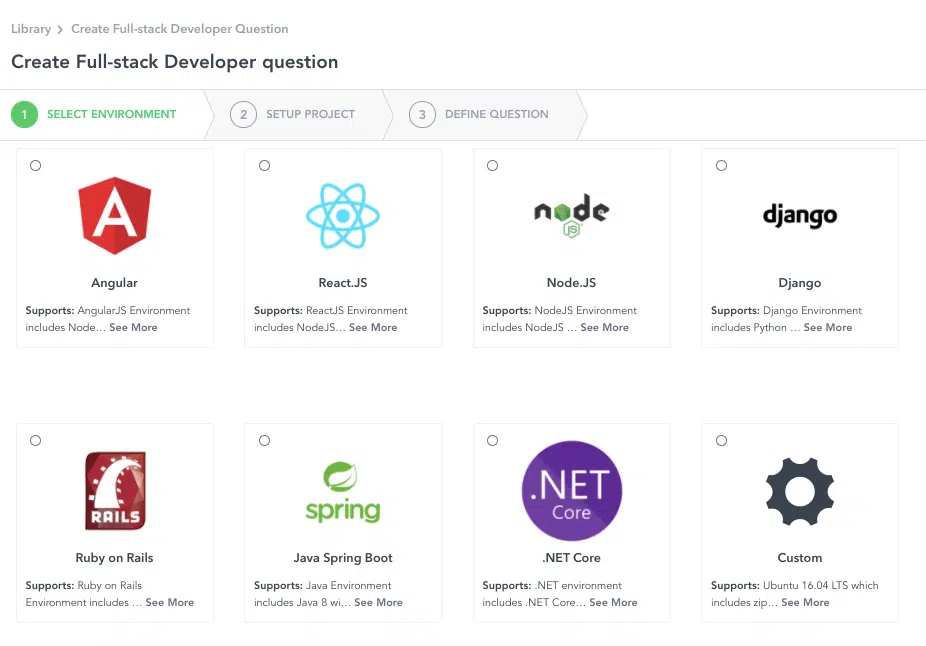 Library > Create Full-stack Developer Question
Create Full-stack Developer question
1 SELECT ENVIRONMENT 2 SETUP PROJECT 3 DEFINE QUESTION
A
node
JS
django
Angular
React.JS
Node.JS
Django
Supports: AngularJS Environment
includes Node… See More
Supports: ReactJS Environment
includes NodeJS… See More
Supports: NodeJS Environment
includes NodeJS … See More
Supports: Django Environment
includes Python … See More
RAILS
spring
.NET
Core
Ruby on Rails
Java Spring Boot
.NET Core
Custom
Supports: Ruby on Rails
Environment includes … See More
Supports: Java Environment
includes Java 8 wi… See More
Supports: .NET environment
includes .NET Core… See More
Supports: Ubuntu 16.04 LTS which
includes zip… See More